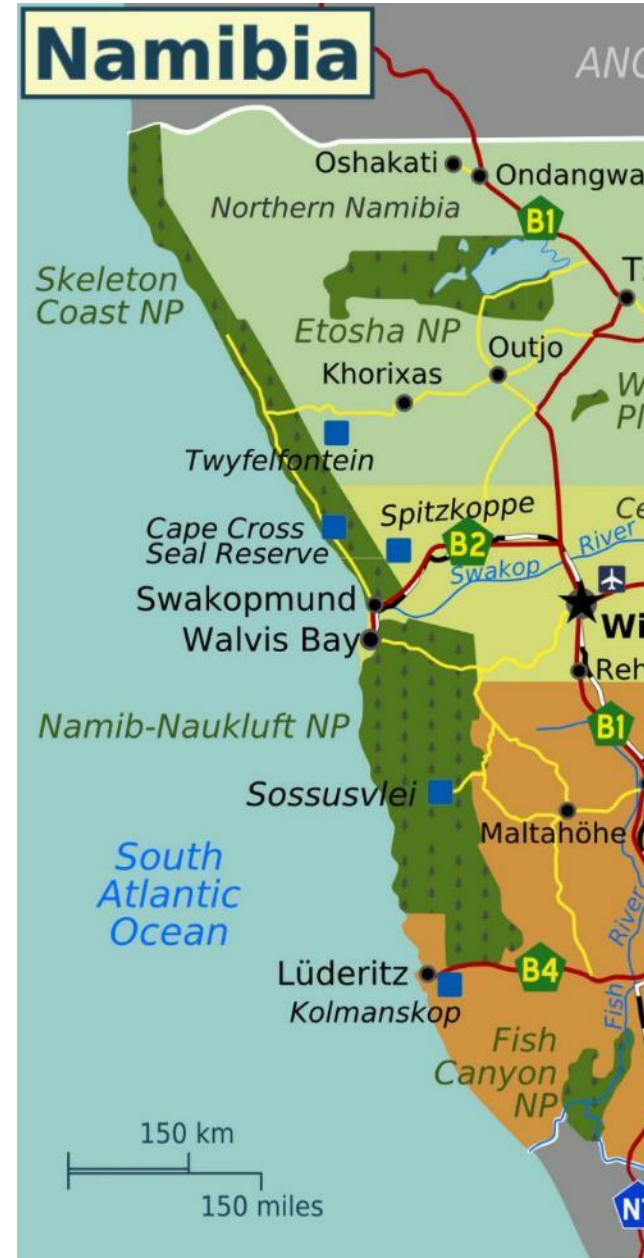 Namibia
Oshakati
Ondangwa
Northern Namibia
B1
Skeleton
Coast NP
Etosha NP
Outjo
Khorixas
Twyfelfontein
Spitzkoppe
Cape Cross
Seal Reserve
B2
River
Swakop
Swakopmund
Walvis Bay
Reh
Namib-Naukluft NP
B1
Sossusvlei
Maltahöhe
South
Atlantic
Ocean
River
Lüderitz
B4
Kolmanskop
Fish
Fish
Canyon
NP
150 km
150 miles